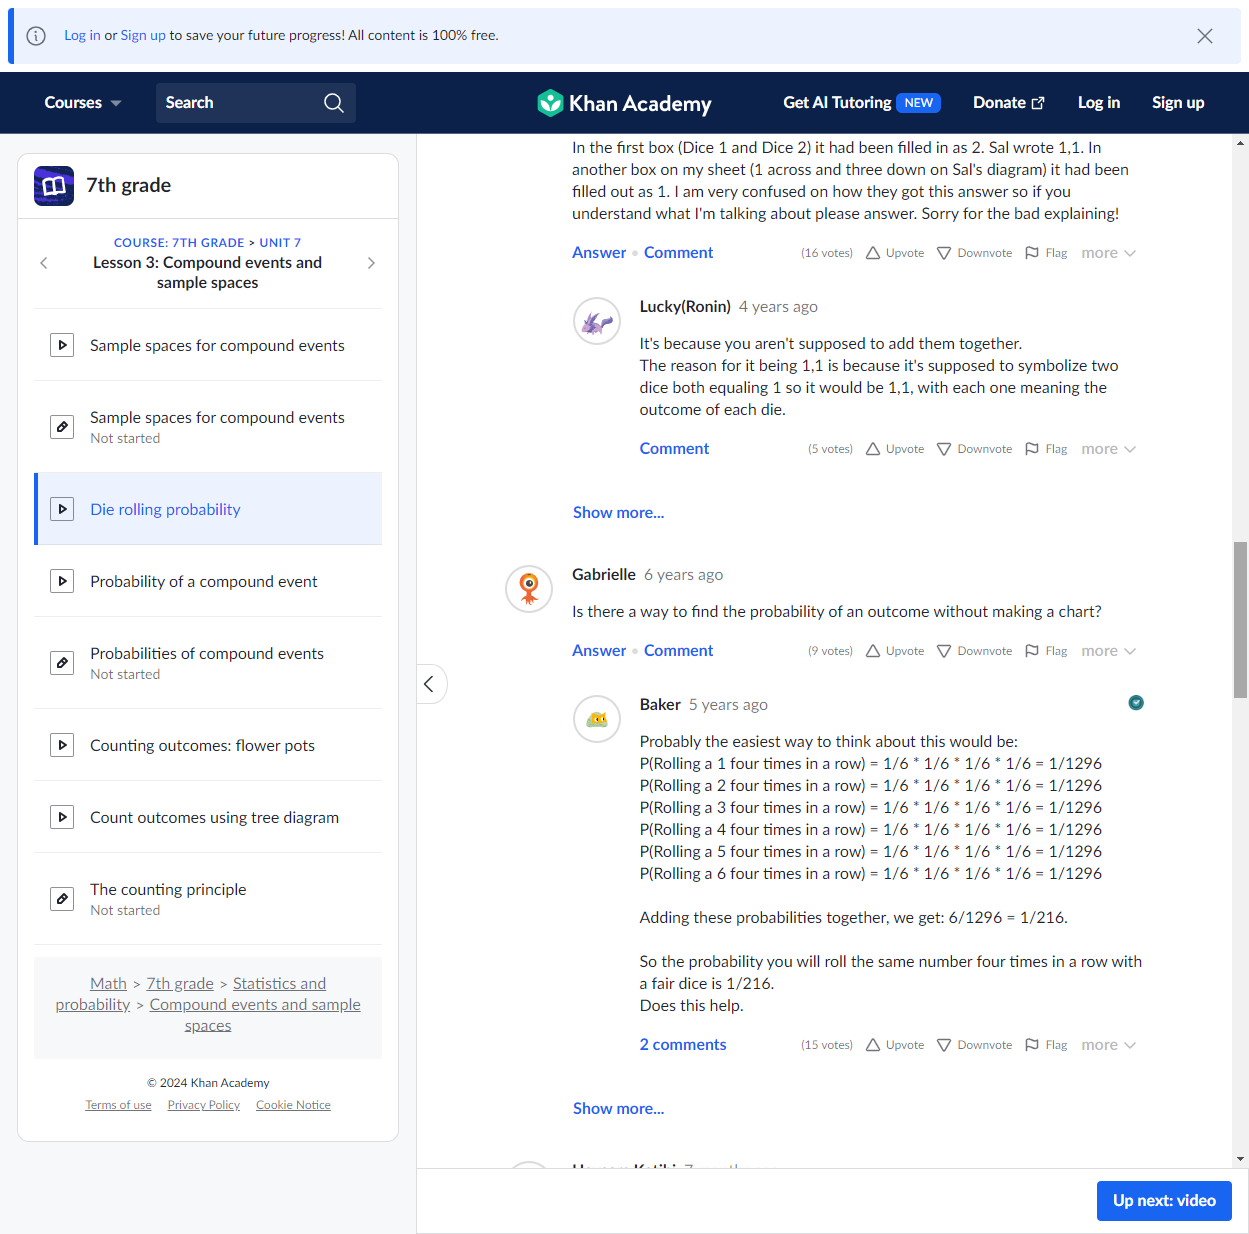 Log in or Sign up to save your future progress! All content is 100% free.
Courses
Search
Khan Academy
Get AI Tutoring NEW
Donate
Log in
Sign up
7th grade
COURSE: 7TH GRADE > UNIT 7
Lesson 3: Compound events and
sample spaces
Sample spaces for compound events
Sample spaces for compound events
Not started
Die rolling probability
Probability of a compound event
Probabilities of compound events
Not started
Counting outcomes: flower pots
Count outcomes using tree diagram
The counting principle
Not started
Math > 7th grade > Statistics and
probability > Compound events and sample
spaces
© 2024 Khan Academy
Terms of use Privacy Policy Cookie Notice
In the first box (Dice 1 and Dice 2) it had been filled in as 2. Sal wrote 1,1. In
another box on my sheet (1 across and three down on Sal's diagram) it had been
filled out as 1. I am very confused on how they got this answer so if you
understand what I'm talking about please answer. Sorry for the bad explaining!
Answer • Comment (16 votes) Upvote Downvote Flag more
Lucky(Ronin) 4 years ago
It's because you aren't supposed to add them together.
The reason for it being 1,1 is because it's supposed to symbolize two
dice both equaling 1 so it would be 1,1, with each one meaning the
outcome of each die.
Comment (5 votes) Upvote Downvote Flag more
Show more...
Gabrielle 6 years ago
Is there a way to find the probability of an outcome without making a chart?
Answer • Comment (9 votes) Upvote Downvote Flag more
Baker 5 years ago
Probably the easiest way to think about this would be:
P(Rolling a 1 four times in a row) = 1/6 * 1/6 * 1/6 * 1/6 = 1/1296
P(Rolling a 2 four times in a row) = 1/6 * 1/6 * 1/6 * 1/6 = 1/1296
P(Rolling a 3 four times in a row) = 1/6 * 1/6 * 1/6 * 1/6 = 1/1296
P(Rolling a 4 four times in a row) = 1/6 * 1/6 * 1/6 * 1/6 = 1/1296
P(Rolling a 5 four times in a row) = 1/6 * 1/6 * 1/6 * 1/6 = 1/1296
P(Rolling a 6 four times in a row) = 1/6 * 1/6 * 1/6 * 1/6 = 1/1296
Adding these probabilities together, we get: 6/1296 = 1/216.
So the probability you will roll the same number four times in a row with
a fair dice is 1/216.
Does this help.
2 comments (15 votes) Upvote Downvote Flag more
Show more...
Up next: video